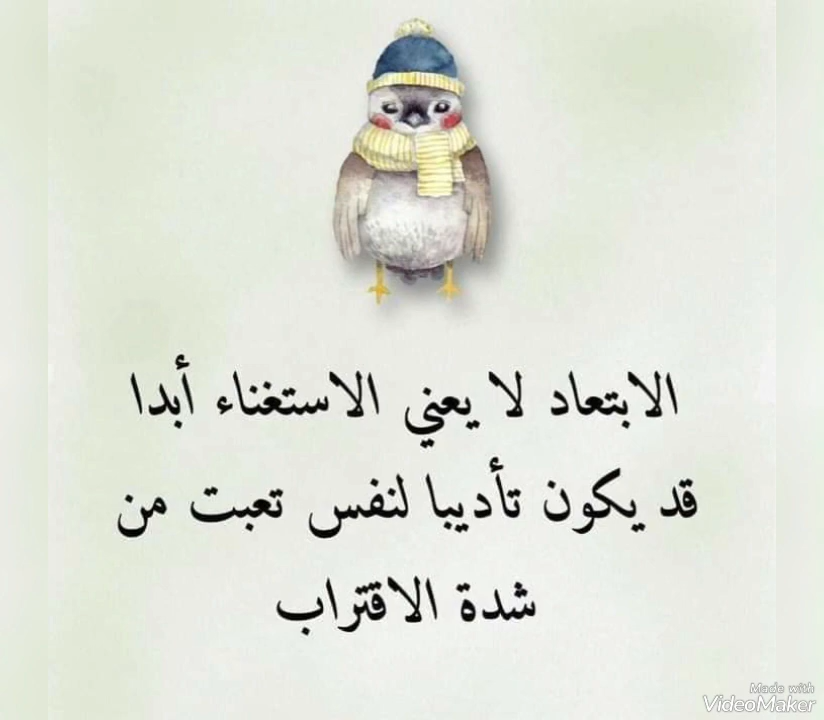 الابتعاد لا يعني الاستغناء أبدا
قد يكون تأديبا لنفس تعبت من
شدة الاقتراب
Made with
VideoMaker